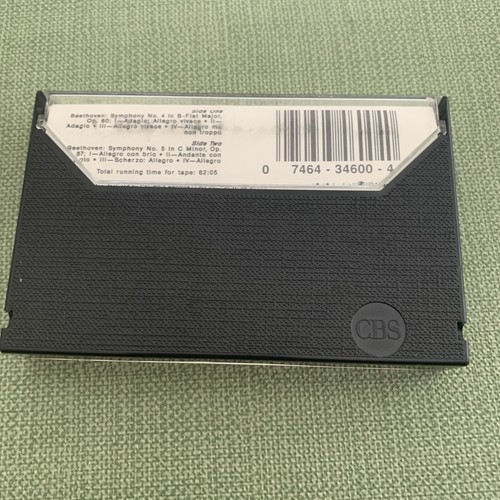 Side One
Beethoven: Symphony No. 4 in B-Flat Major,
Op. 60: I—Adagio; Allegro vivace • II—
Adagio • III—Allegro vivace • IV—Allegro ma
non troppo
Side Two
Beethoven: Symphony No. 5 in C Minor, Op.
67; I—Allegro con brio • II—Andante con
• III—Scherzo: Allegro • IV—Allegro
Total running time for tape: 62:05
0 7464 - 34600 - 4
CBS